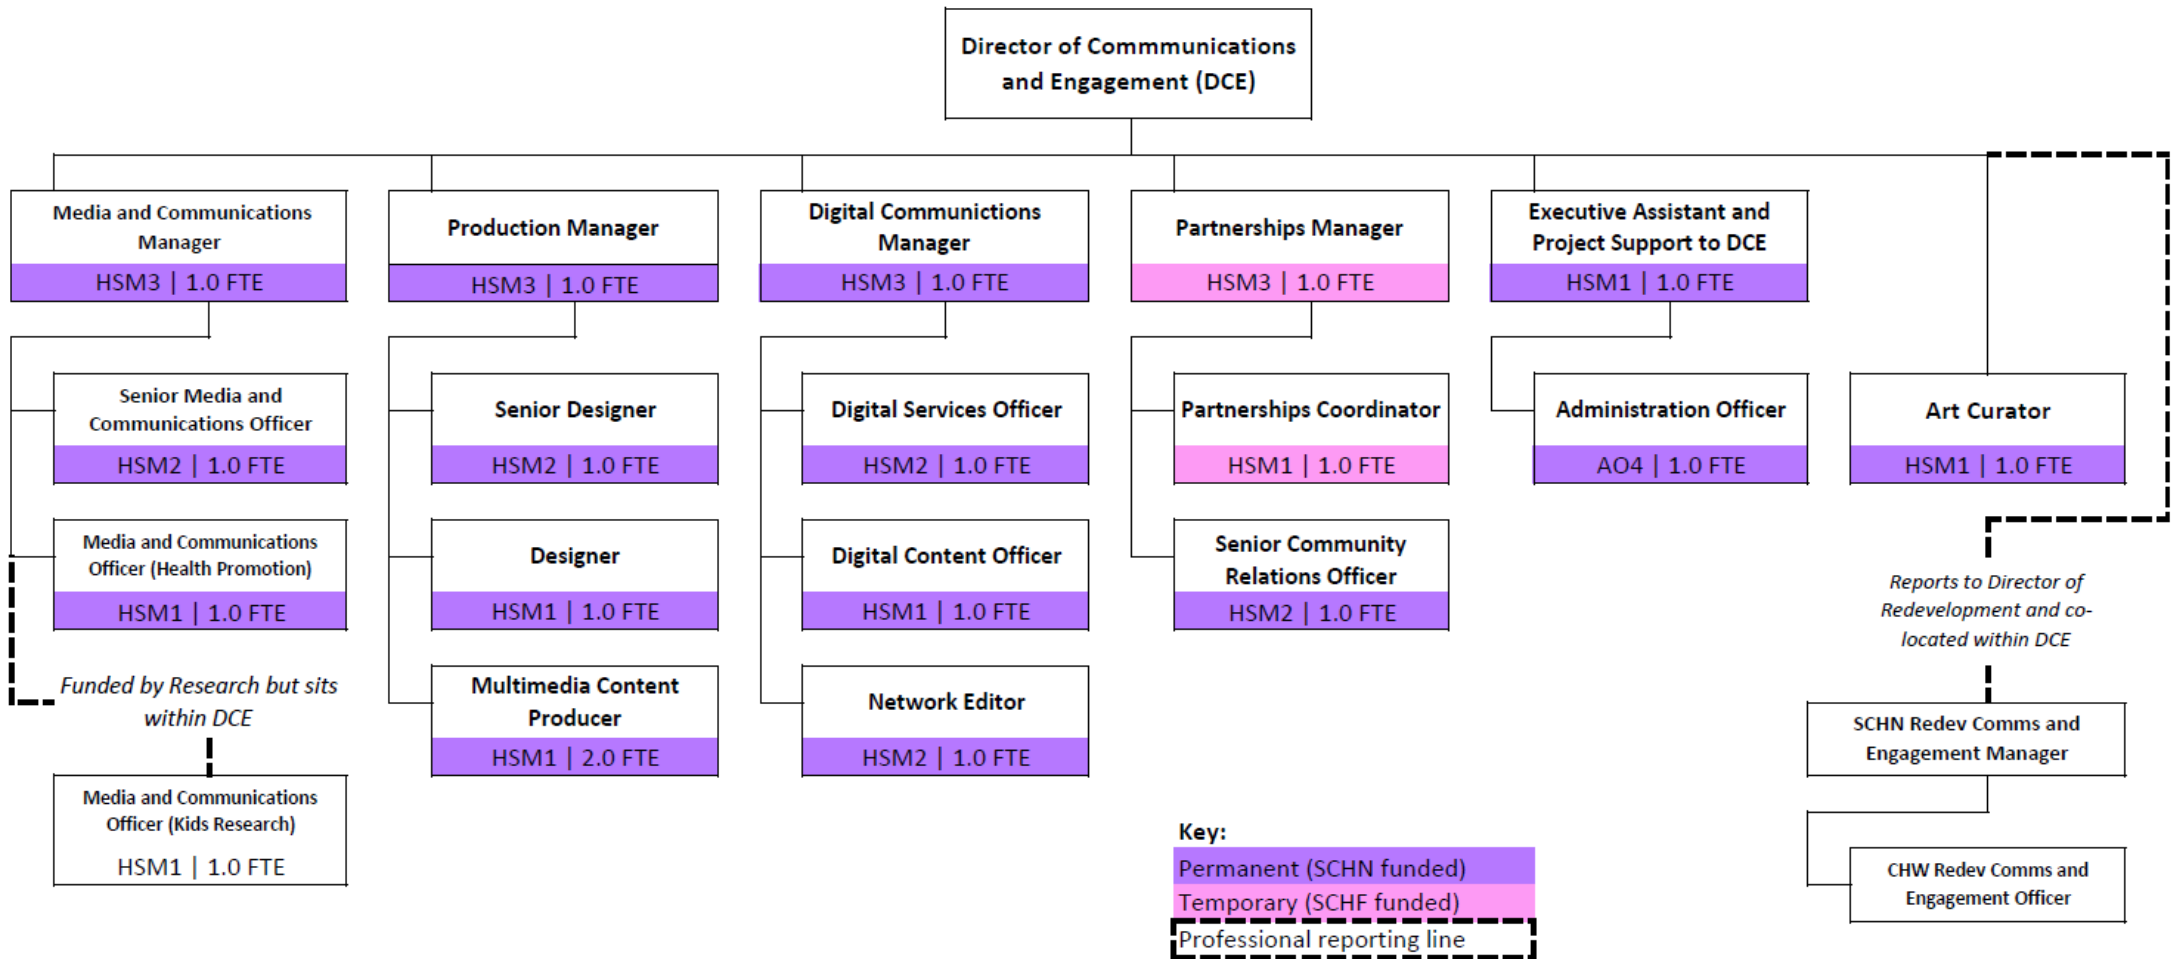 Director of Commmunications
and Engagement (DCE)
Media and Communications
Manager
HSM3 | 1.0 FTE
Production Manager
HSM3 | 1.0 FTE
Digital Communictions
Manager
HSM3 | 1.0 FTE
Partnerships Manager
HSM3 | 1.0 FTE
Executive Assistant and
Project Support to DCE
HSM1 | 1.0 FTE
Senior Media and
Communications Officer
HSM2 | 1.0 FTE
Senior Designer
HSM2 | 1.0 FTE
Digital Services Officer
HSM2 | 1.0 FTE
Partnerships Coordinator
HSM1 | 1.0 FTE
Administration Officer
AO4 | 1.0 FTE
Art Curator
HSM1 | 1.0 FTE
Media and Communications
Officer (Health Promotion)
HSM1 | 1.0 FTE
Designer
HSM1 | 1.0 FTE
Digital Content Officer
HSM1 | 1.0 FTE
Senior Community
Relations Officer
HSM2 | 1.0 FTE
Reports to Director of
Redevelopment and co-
located within DCE
Funded by Research but sits
within DCE
Multimedia Content
Producer
HSM1 | 2.0 FTE
Network Editor
HSM2 | 1.0 FTE
SCHN Redev Comms and
Engagement Manager
Media and Communications
Officer (Kids Research)
HSM1 | 1.0 FTE
Key:
Permanent (SCHN funded)
Temporary (SCHF funded)
Professional reporting line
CHW Redev Comms and
Engagement Officer